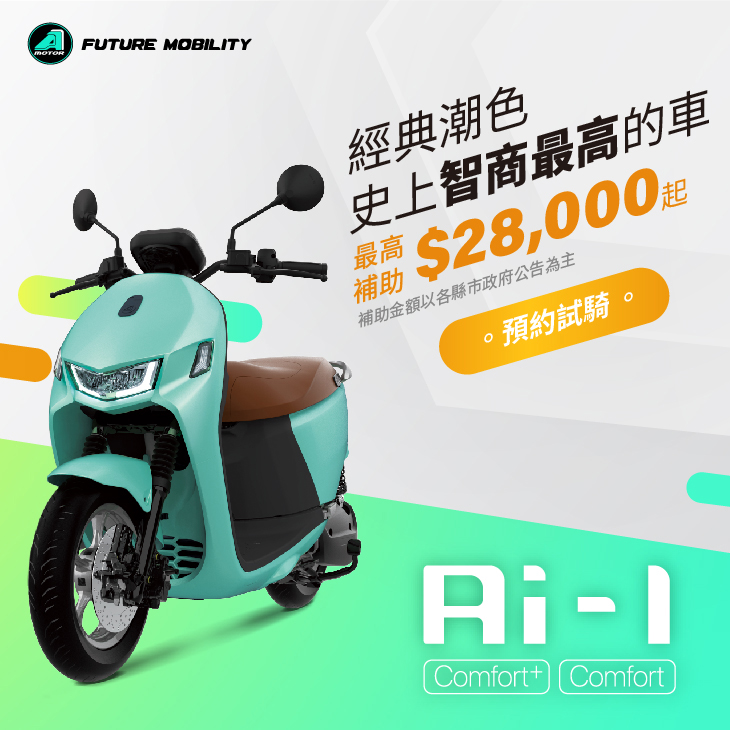 A
MOTOR
FUTURE MOBILITY
經典潮色
史上智商最高的車
最高
補助 $28,000起
補助金額以各縣市政府公告為主
預約試騎
Ai-1
Comfort+ Comfort